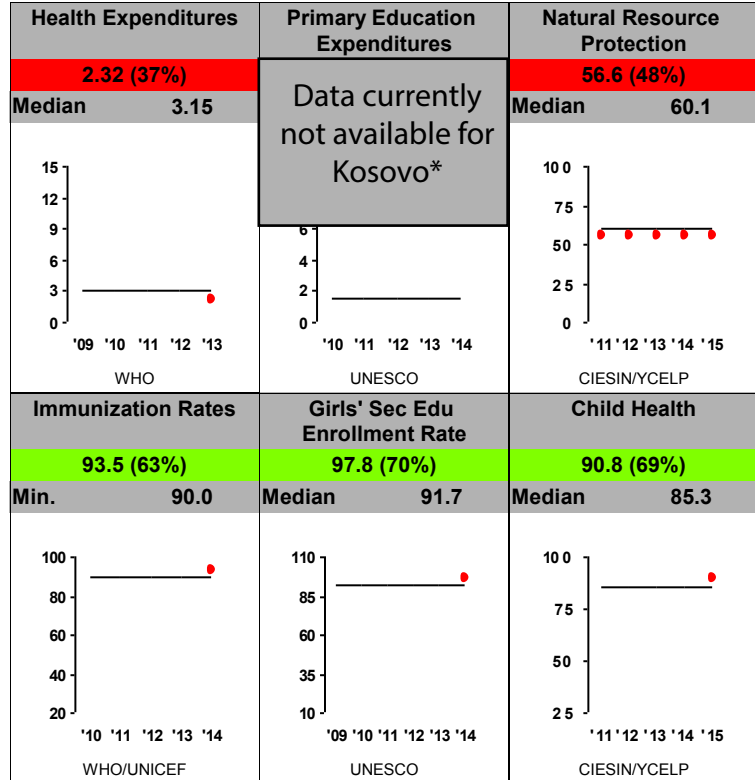 Health Expenditures
2.32 (37%)
Median 3.15
15
12
9
6
3
0
'09 '10 '11 '12 '13
WHO
Primary Education
Expenditures
Data currently
not available for
Kosovo*
6
4
2
0
'10 '11 '12 '13 '14
UNESCO
Natural Resource
Protection
56.6 (48%)
Median 60.1
100
75
50
25
0
'11 '12 '13 '14 '15
CIESIN/YCELP
Immunization Rates
93.5 (63%)
Min. 90.0
100
80
60
40
20
'10 '11 '12 '13 '14
WHO/UNICEF
Girls' Sec Edu
Enrollment Rate
97.8 (70%)
Median 91.7
110
85
60
35
10
'09 '10 '11 '12 '13 '14
UNESCO
Child Health
90.8 (69%)
Median 85.3
100
75
50
25
'11 '12 '13 '14 '15
CIESIN/YCELP